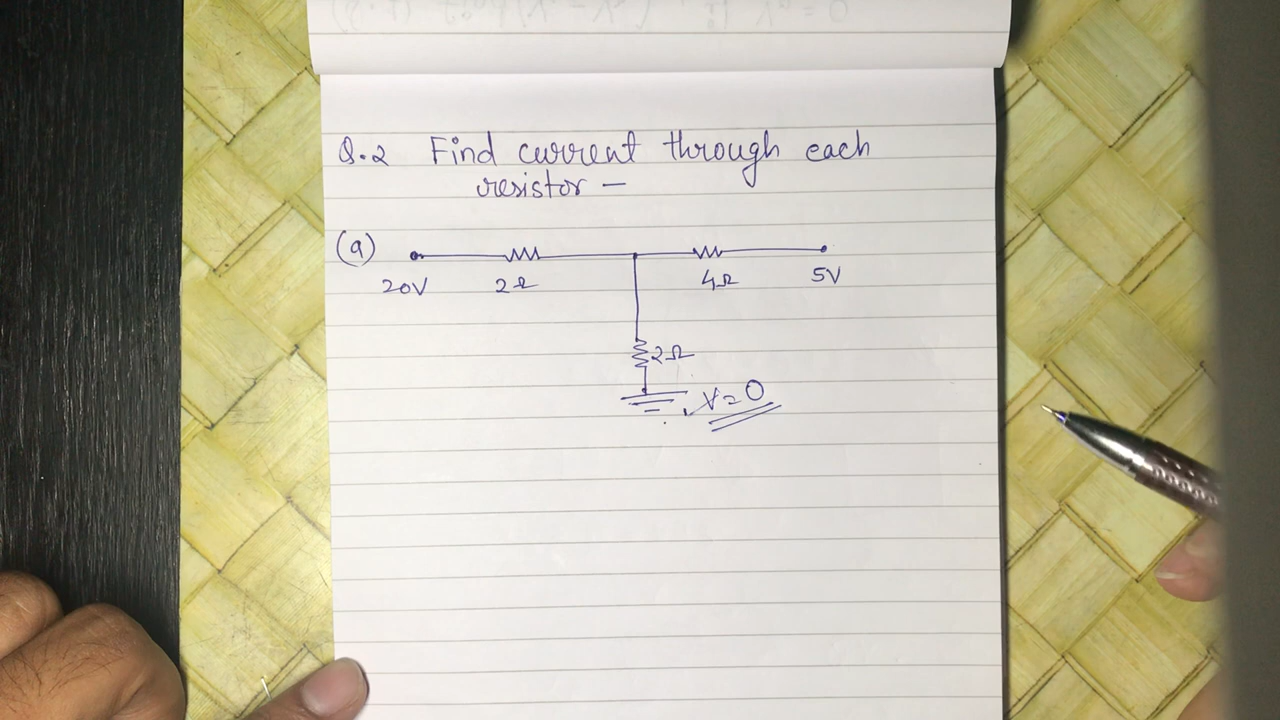 Q.2 Find current through each
resistor —
(a)
20V 2Ω 4Ω 5V
2Ω
V=0